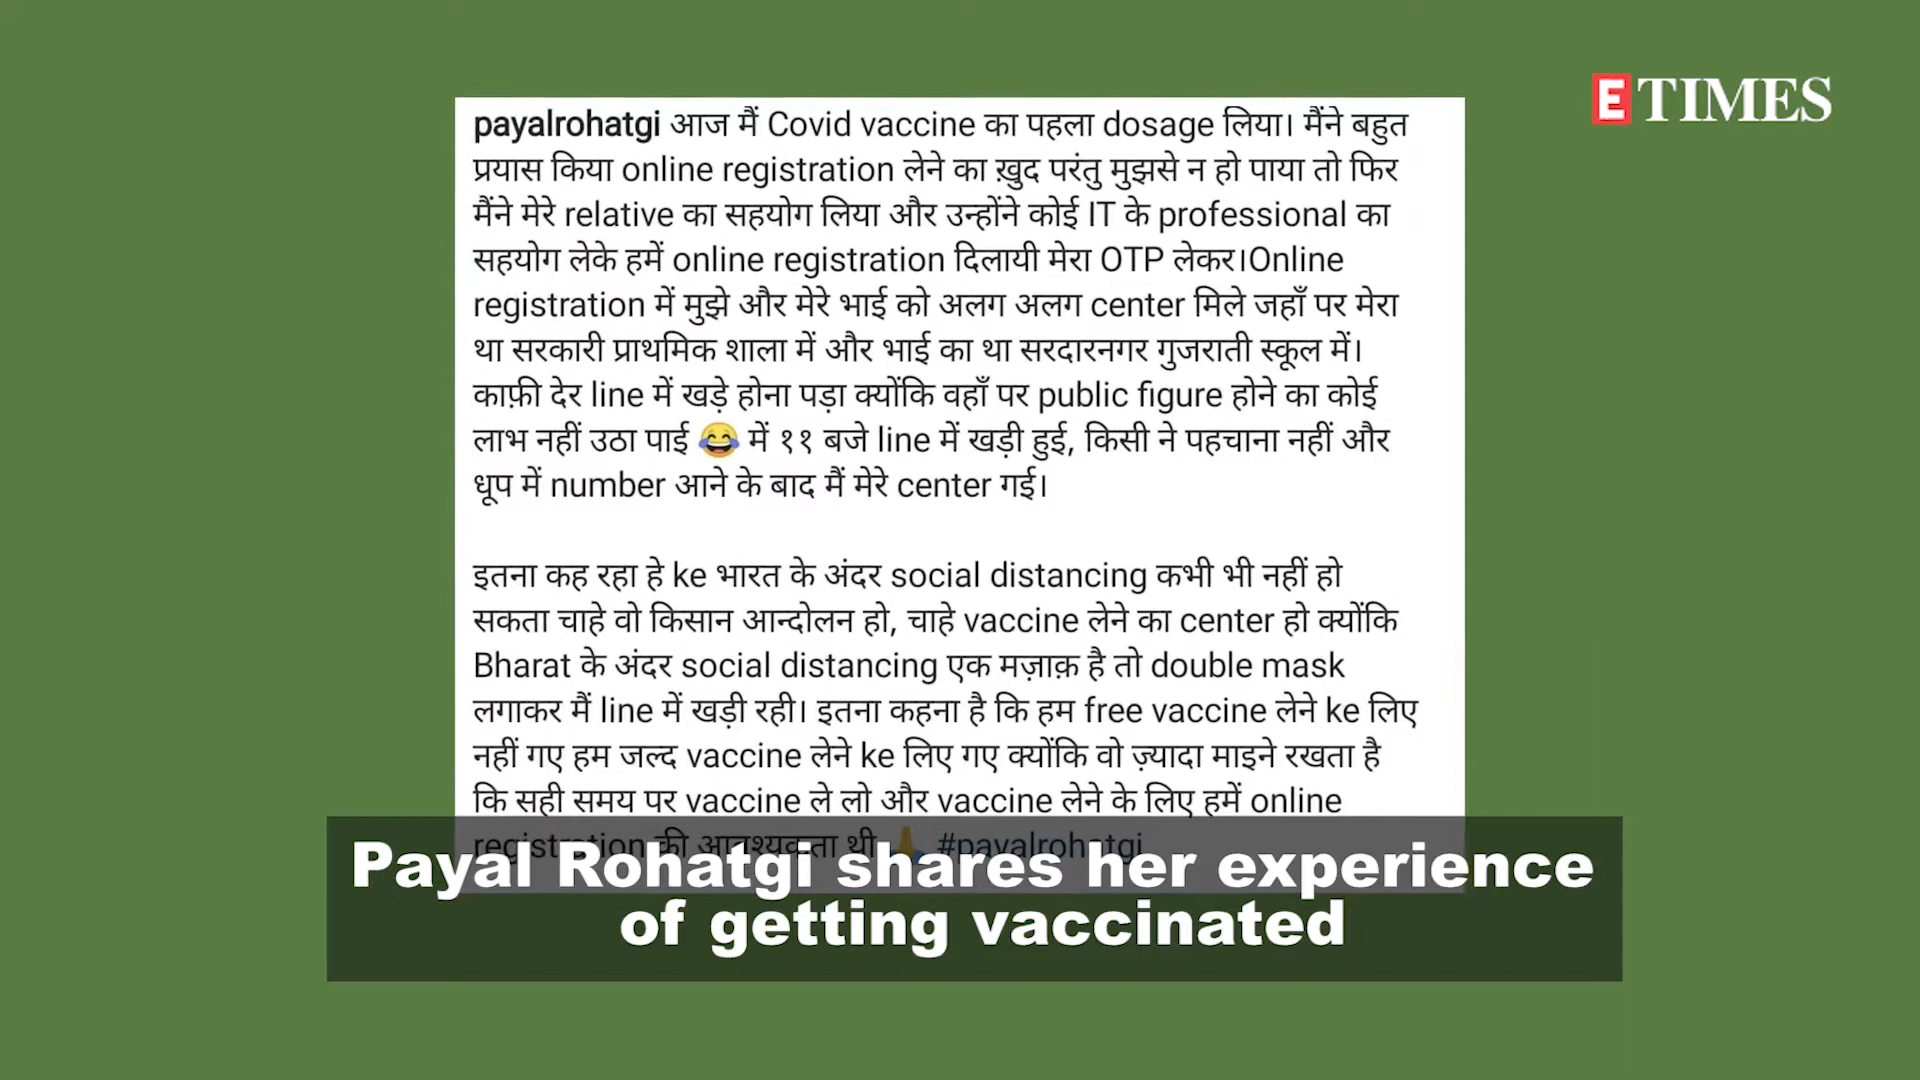 E TIMES
payalrohatgi आज मैं Covid vaccine का पहला dosage लिया। मैंने बहुत
प्रयास किया online registration लेने का ख़ुद परंतु मुझसे न हो पाया तो फिर
मैंने मेरे relative का सहयोग लिया और उन्होंने कोई IT के professional का
सहयोग लेके हमें online registration दिलायी मेरा OTP लेकर।Online
registration में मुझे और मेरे भाई को अलग अलग center मिले जहाँ पर मेरा
था सरकारी प्राथमिक शाला में और भाई का था सरदारनगर गुजराती स्कूल में।
काफ़ी देर line में खड़े होना पड़ा क्योंकि वहाँ पर public figure होने का कोई
लाभ नहीं उठा पाई 😂 में ११ बजे line में खड़ी हुई, किसी ने पहचाना नहीं और
धूप में number आने के बाद मैं मेरे center गई।
इतना कह रहा हे ke भारत के अंदर social distancing कभी भी नहीं हो
सकता चाहे वो किसान आन्दोलन हो, चाहे vaccine लेने का center हो क्योंकि
Bharat के अंदर social distancing एक मज़ाक़ है तो double mask
लगाकर मैं line में खड़ी रही। इतना कहना है कि हम free vaccine लेने ke लिए
नहीं गए हम जल्द vaccine लेने ke लिए गए क्योंकि वो ज़्यादा माइने रखता है
कि सही समय पर vaccine ले लो और vaccine लेने के लिए हमें online
registration की आवश्यकता थी 🙏 #payalrohatgi
Payal Rohatgi shares her experience
of getting vaccinated